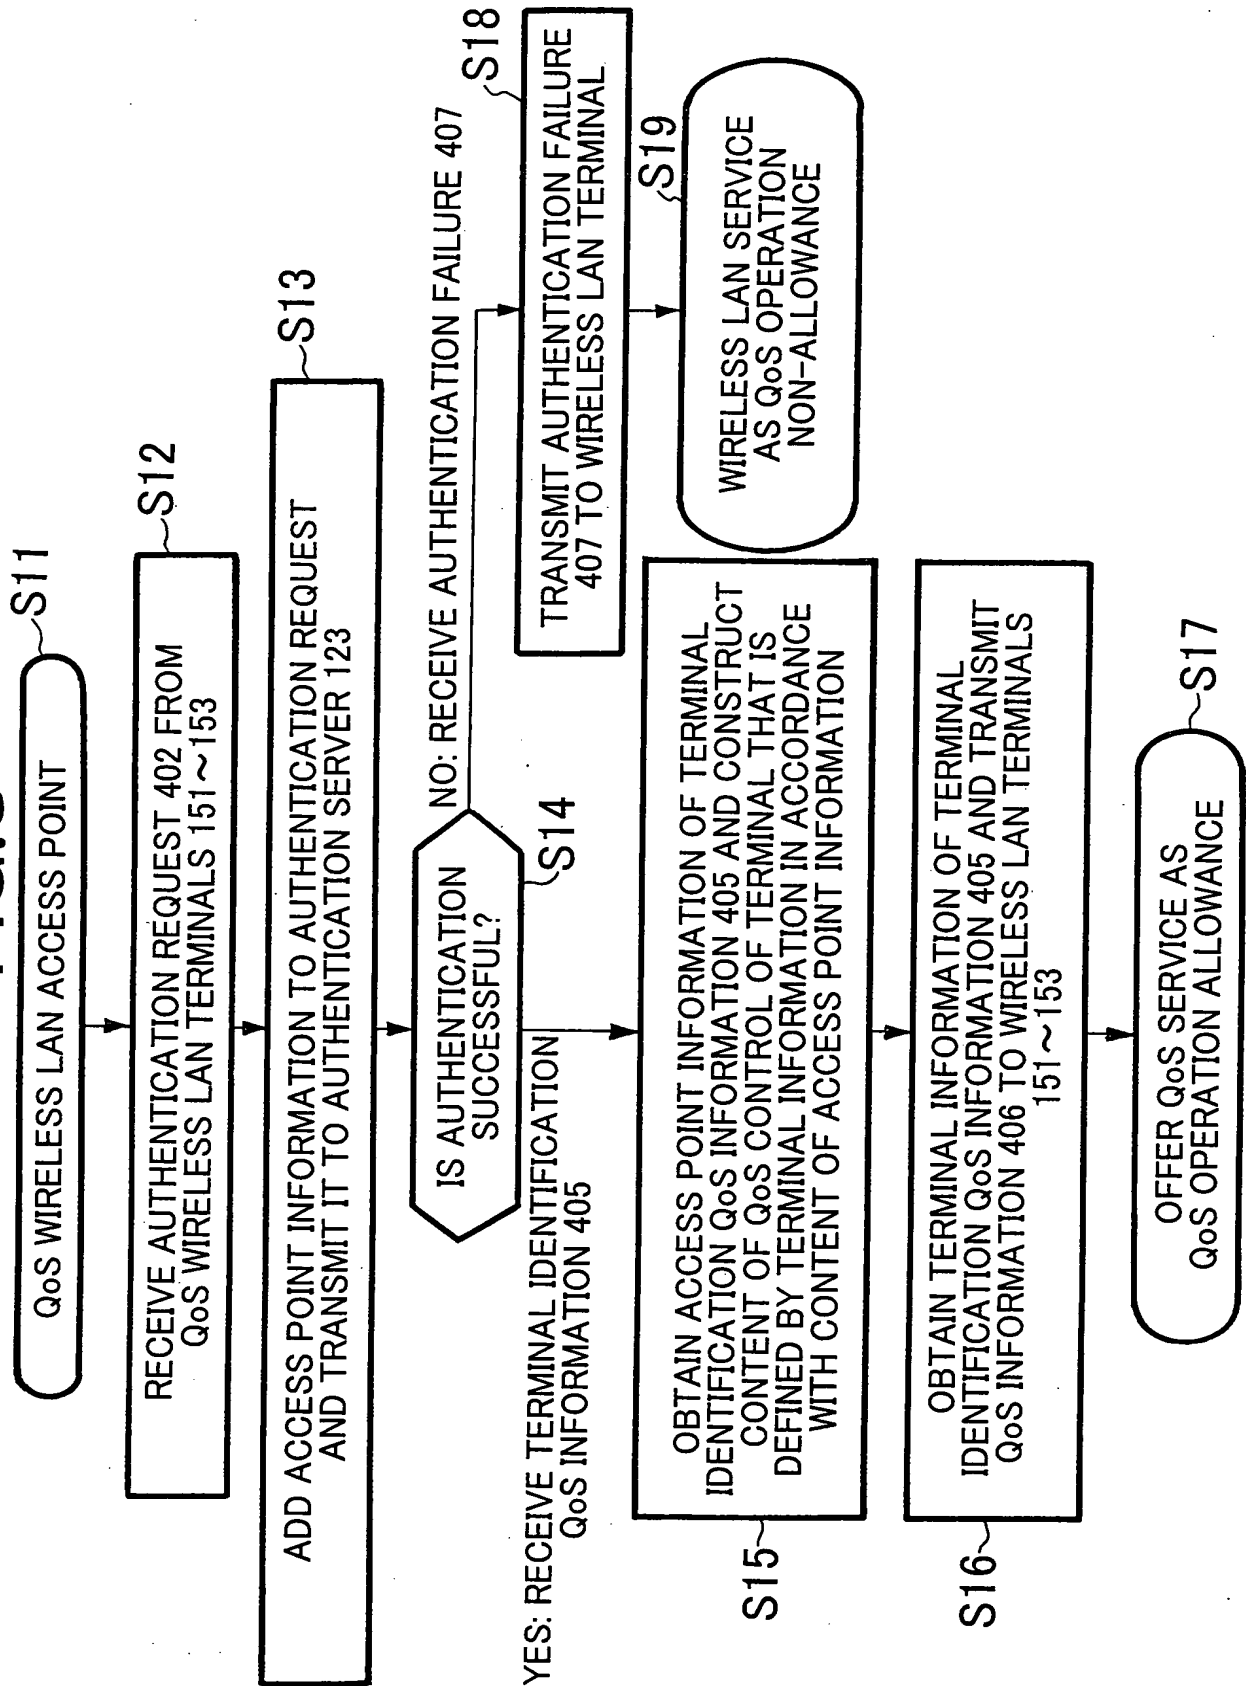 QoS WIRELESS LAN ACCESS POINT
S11
RECEIVE AUTHENTICATION REQUEST 402 FROM
QoS WIRELESS LAN TERMINALS 151~153
S12
ADD ACCESS POINT INFORMATION TO AUTHENTICATION REQUEST
AND TRANSMIT IT TO AUTHENTICATION SERVER 123
S13
IS AUTHENTICATION
SUCCESSFUL?
S14
NO: RECEIVE AUTHENTICATION FAILURE 407
YES: RECEIVE TERMINAL IDENTIFICATION
QoS INFORMATION 405
TRANSMIT AUTHENTICATION FAILURE
407 TO WIRELESS LAN TERMINAL
S18
WIRELESS LAN SERVICE
AS QoS OPERATION
NON-ALLOWANCE
S19
OBTAIN ACCESS POINT INFORMATION OF TERMINAL
IDENTIFICATION QoS INFORMATION 405 AND CONSTRUCT
CONTENT OF QoS CONTROL OF TERMINAL THAT IS
DEFINED BY TERMINAL INFORMATION IN ACCORDANCE
WITH CONTENT OF ACCESS POINT INFORMATION
S15
OBTAIN TERMINAL INFORMATION OF TERMINAL
IDENTIFICATION QoS INFORMATION 405 AND TRANSMIT
QoS INFORMATION 406 TO WIRELESS LAN TERMINALS
151~153
S16
OFFER QoS SERVICE AS
QoS OPERATION ALLOWANCE
S17